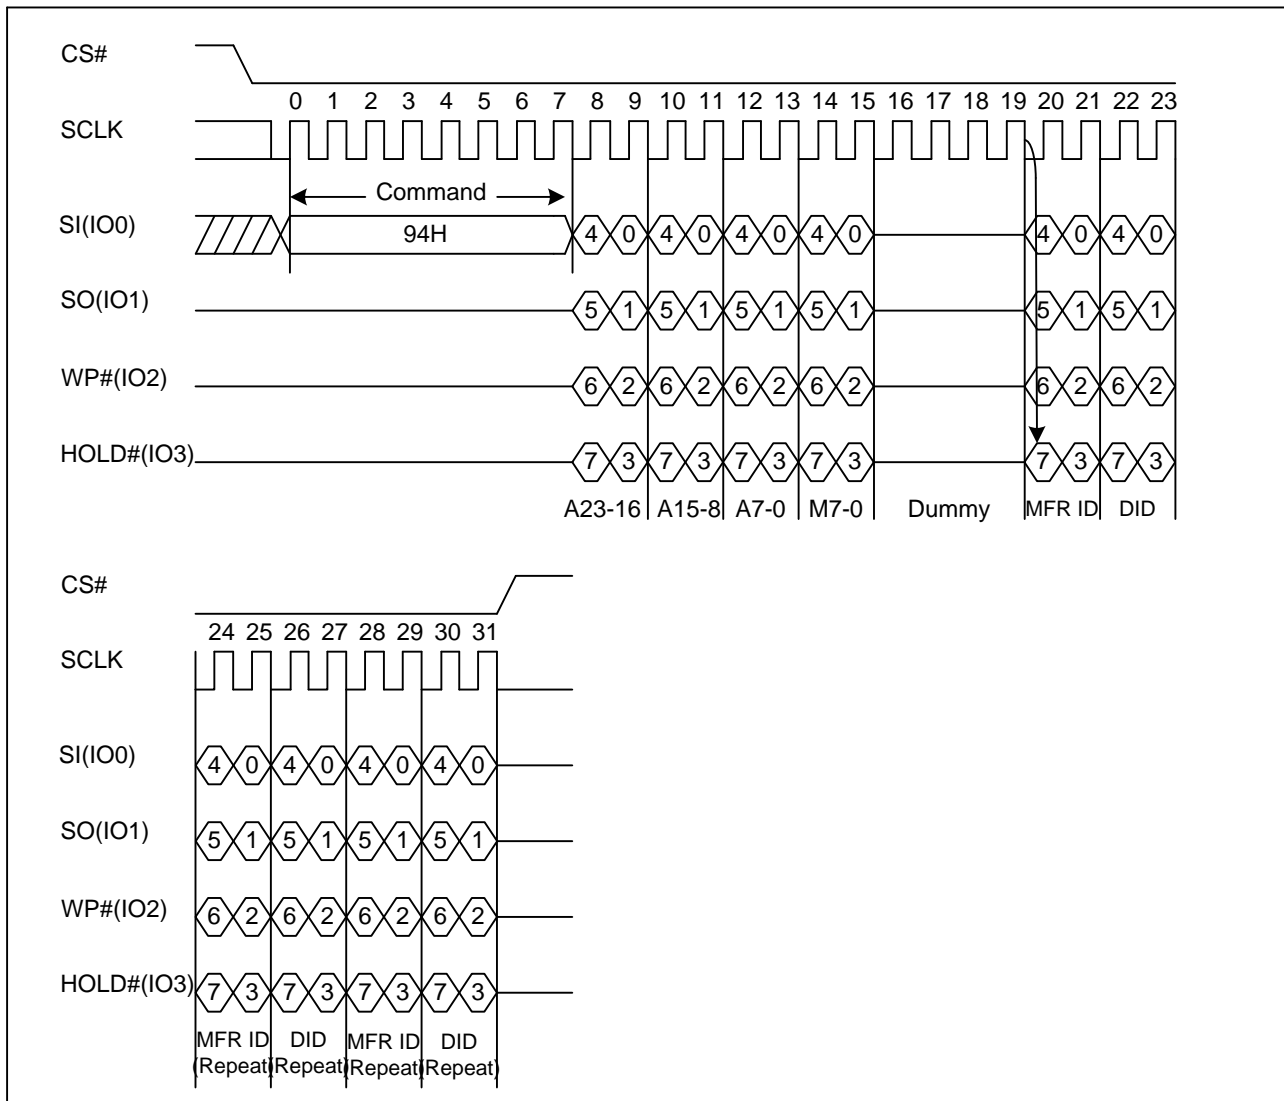 CS#
0 1 2 3 4 5 6 7 8 9 10 11 12 13 14 15 16 17 18 19 20 21 22 23
SCLK
Command
SI(IO0) 94H 4 0 4 0 4 0 4 0 4 0 4 0
SO(IO1) 5 1 5 1 5 1 5 1 5 1 5 1
WP#(IO2) 6 2 6 2 6 2 6 2 6 2 6 2
HOLD#(IO3) 7 3 7 3 7 3 7 3 7 3 7 3
A23-16 A15-8 A7-0 M7-0 Dummy MFR ID DID
CS#
24 25 26 27 28 29 30 31
SCLK
SI(IO0) 4 0 4 0 4 0 4 0
SO(IO1) 5 1 5 1 5 1 5 1
WP#(IO2) 6 2 6 2 6 2 6 2
HOLD#(IO3) 7 3 7 3 7 3 7 3
MFR ID DID MFR ID DID
(Repeat) (Repeat) (Repeat) (Repeat)